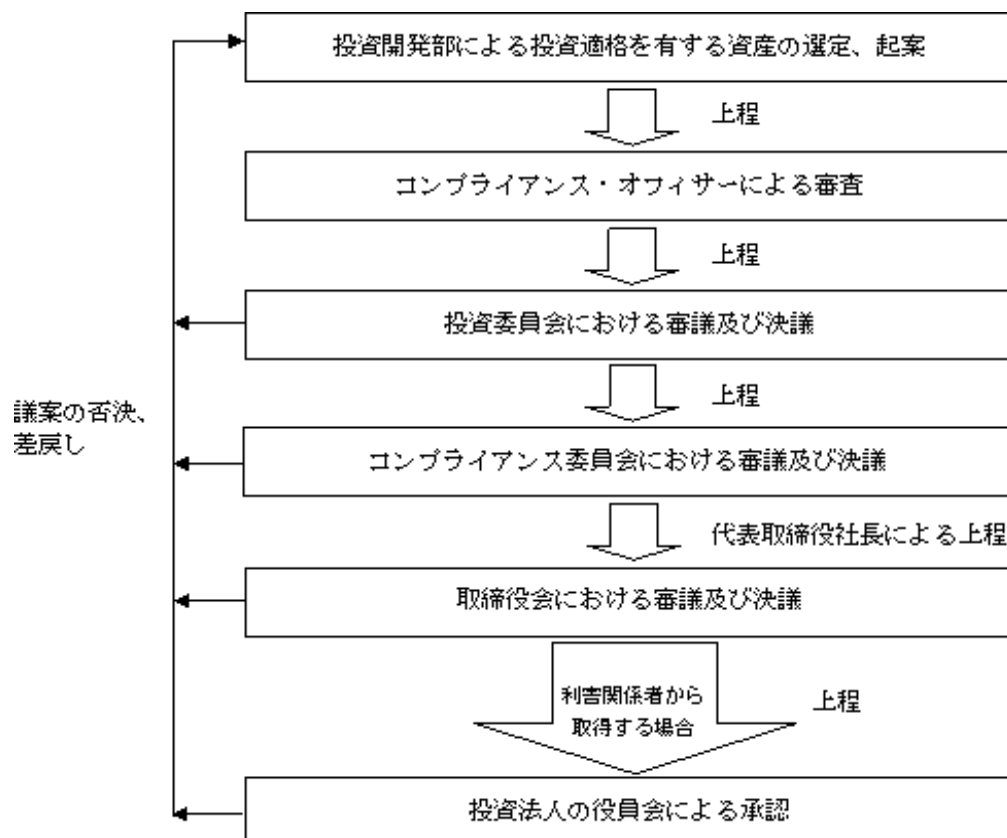 投資開発部による投資適格を有する資産の選定、起案
上程
コンプライアンス・オフィサーによる審査
上程
投資委員会における審議及び決議
上程
議案の否決、
差戻し
コンプライアンス委員会における審議及び決議
代表取締役社長による上程
取締役会における審議及び決議
利害関係者から
取得する場合
上程
投資法人の役員会による承認